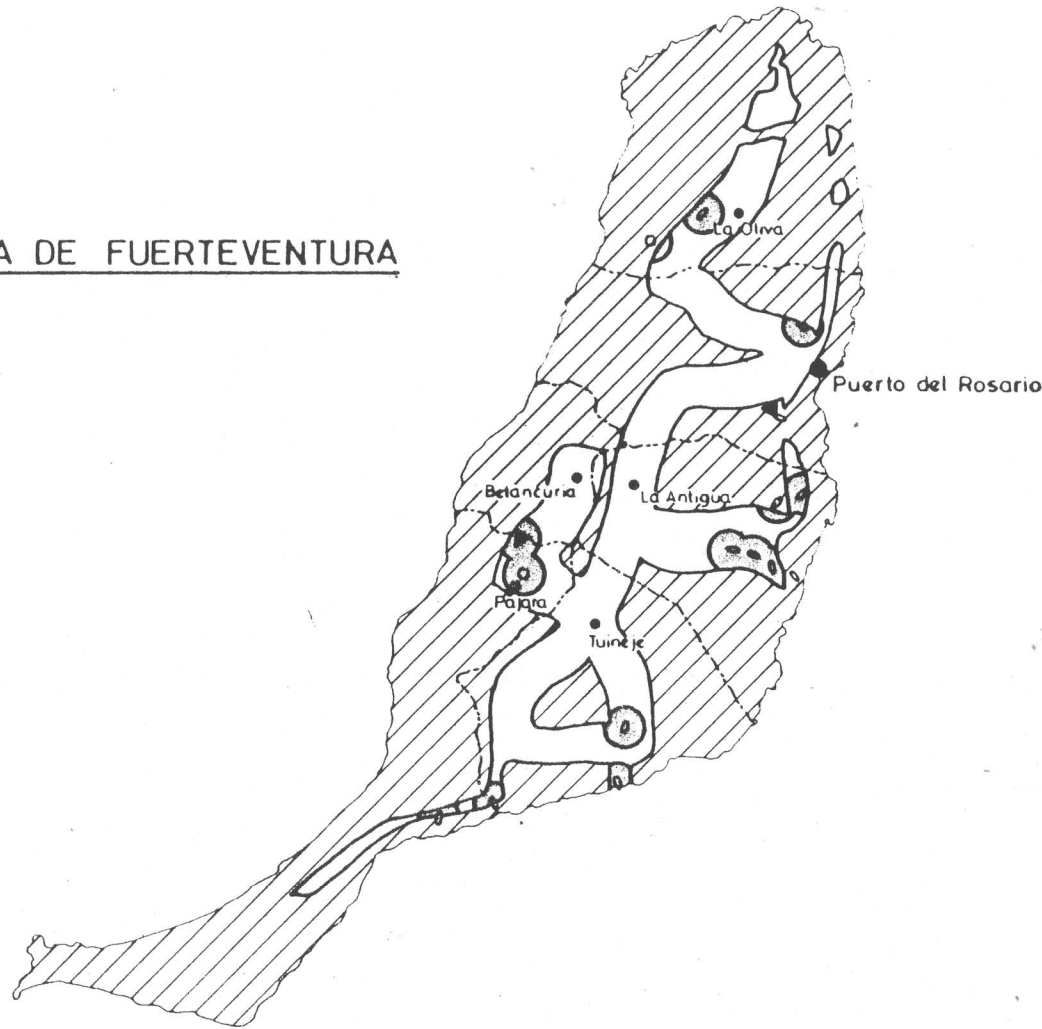 A DE FUERTEVENTURA
La Oliva
Puerto del Rosario
Betancuria
La Antigua
Pajara
Tuineje